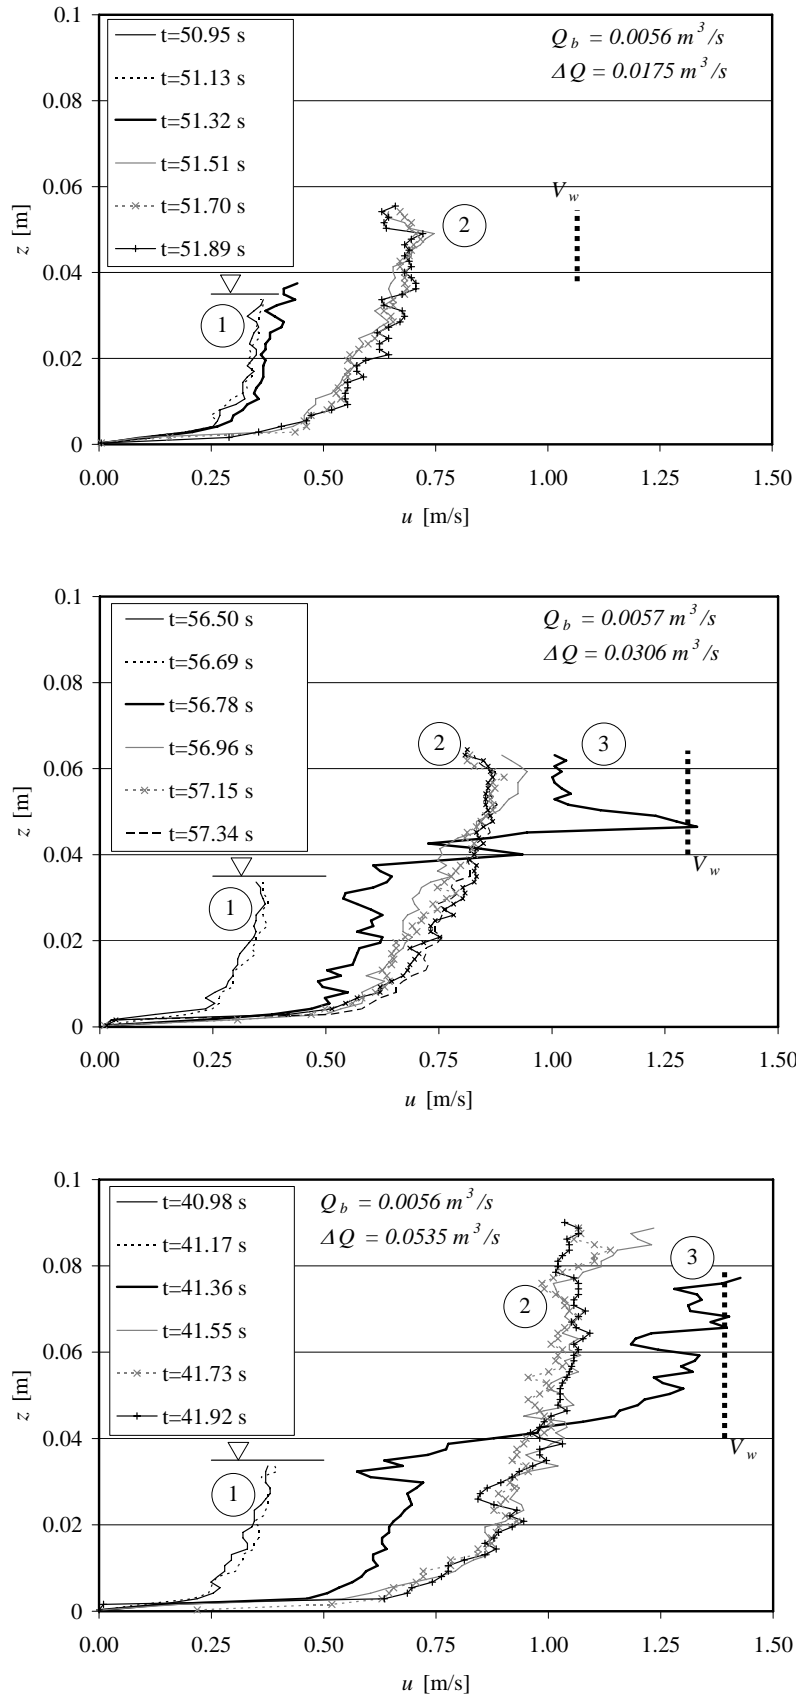 0.1
0.08
0.06
0.04
0.02
0
z [m]
t=50.95 s
t=51.13 s
t=51.32 s
t=51.51 s
t=51.70 s
t=51.89 s
Q_b = 0.0056 m^3/s
ΔQ = 0.0175 m^3/s
V_w
2
1
0.00 0.25 0.50 0.75 1.00 1.25 1.50
u [m/s]
0.1
0.08
0.06
0.04
0.02
0
z [m]
t=56.50 s
t=56.69 s
t=56.78 s
t=56.96 s
t=57.15 s
t=57.34 s
Q_b = 0.0057 m^3/s
ΔQ = 0.0306 m^3/s
2
3
V_w
1
0.00 0.25 0.50 0.75 1.00 1.25 1.50
u [m/s]
0.1
0.08
0.06
0.04
0.02
0
z [m]
t=40.98 s
t=41.17 s
t=41.36 s
t=41.55 s
t=41.73 s
t=41.92 s
Q_b = 0.0056 m^3/s
ΔQ = 0.0535 m^3/s
3
2
V_w
1
0.00 0.25 0.50 0.75 1.00 1.25 1.50
u [m/s]